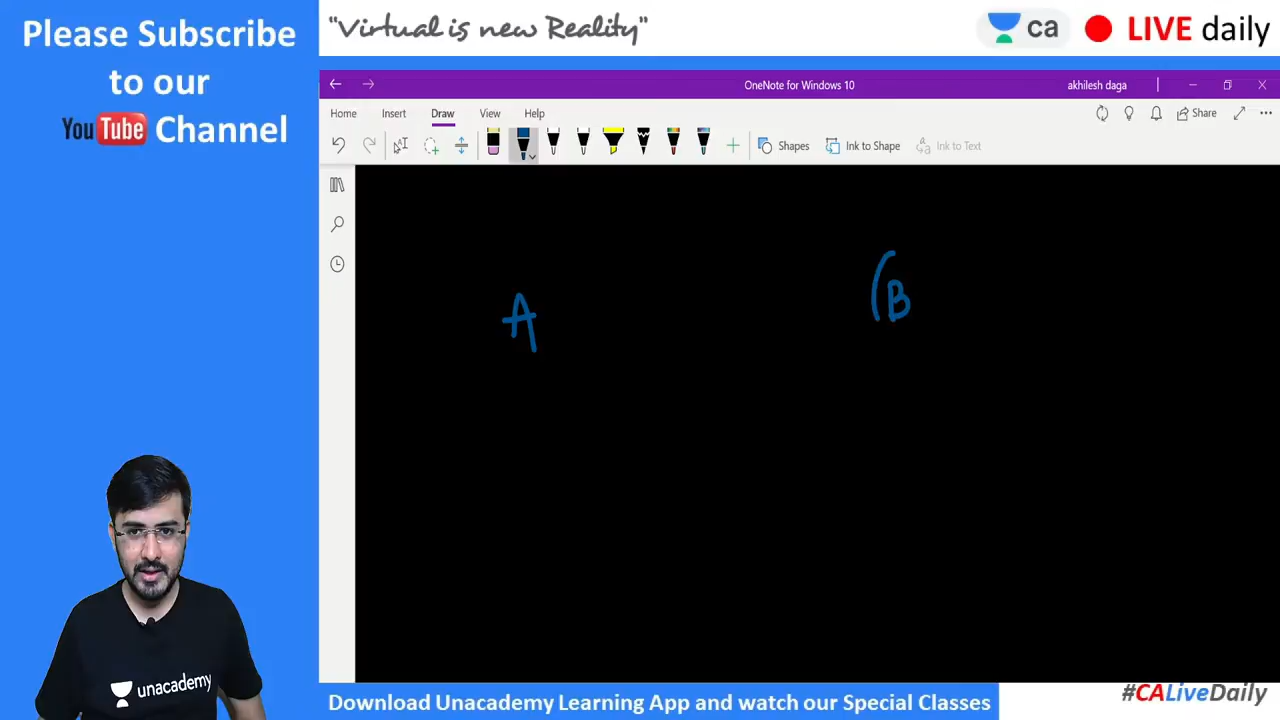 Please Subscribe
to our
YouTube Channel
"Virtual is new Reality"
ca
LIVE daily
OneNote for Windows 10
akhilesh daga
Home Insert Draw View Help
Share
Shapes
Ink to Shape
Ink to Text
A
(B
unacademy
Download Unacademy Learning App and watch our Special Classes
#CALiveDaily